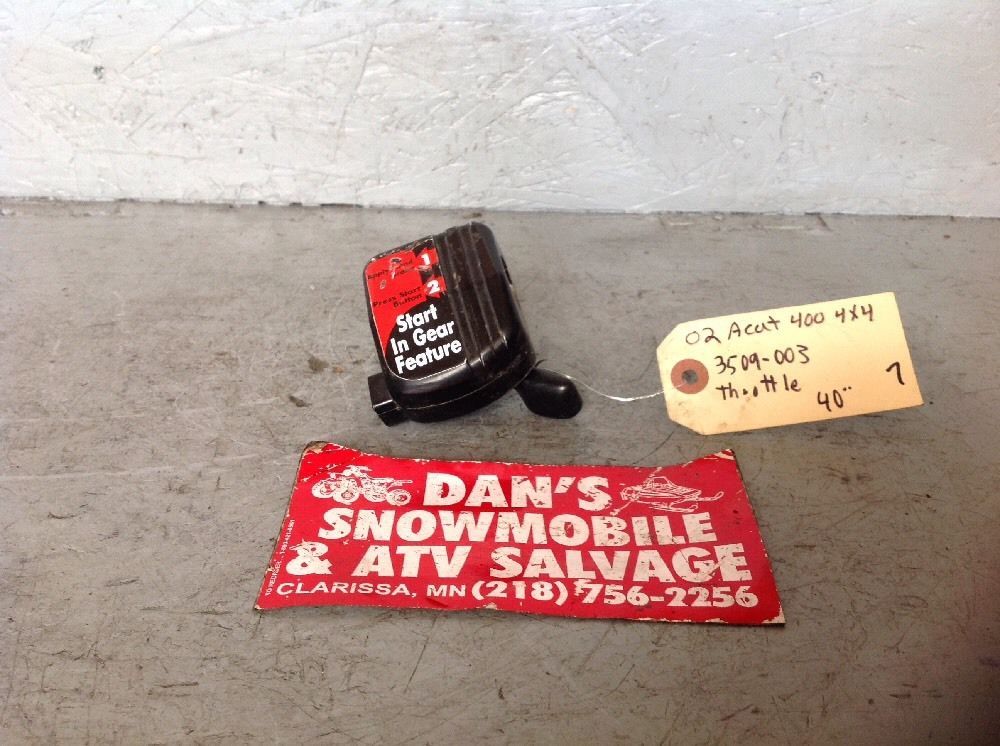 Apply
1
Press Start 2
Button
Start
In Gear
Feature
02 Acat 400 4x4
3509-003
throttle
40"
7
DAN'S
SNOWMOBILE
& ATV SALVAGE
CLARISSA, MN (218) 756-2256